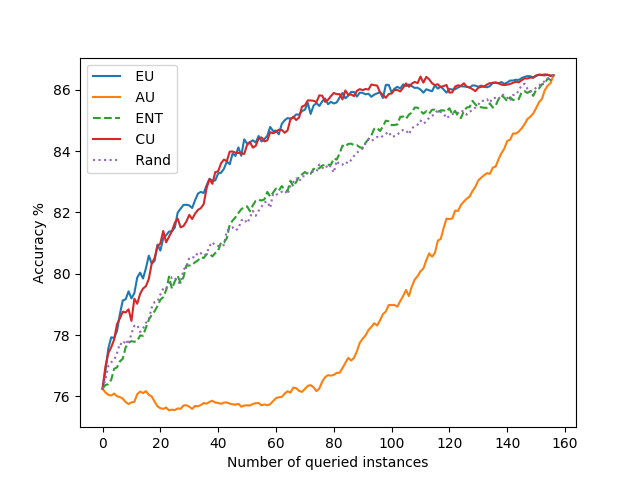 EU
AU
ENT
CU
Rand
Accuracy %
86
84
82
80
78
76
0 20 40 60 80 100 120 140 160
Number of queried instances